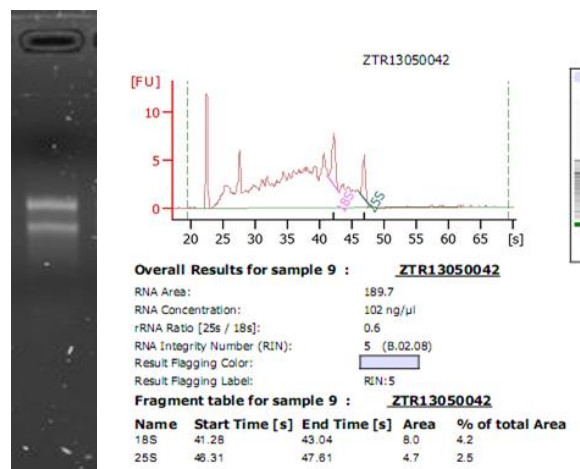 ZTR13050042
[FU]
10
5
0
18S
25S
20 25 30 35 40 45 50 55 60 65 [s]
Overall Results for sample 9 : ZTR13050042
RNA Area: 189.7
RNA Concentration: 102 ng/µl
rRNA Ratio [25s / 18s]: 0.6
RNA Integrity Number (RIN): 5 (B.02.08)
Result Flagging Color:
Result Flagging Label: RIN:5
Fragment table for sample 9 : ZTR13050042
Name Start Time [s] End Time [s] Area % of total Area
18S 41.28 43.04 8.0 4.2
25S 46.31 47.61 4.7 2.5